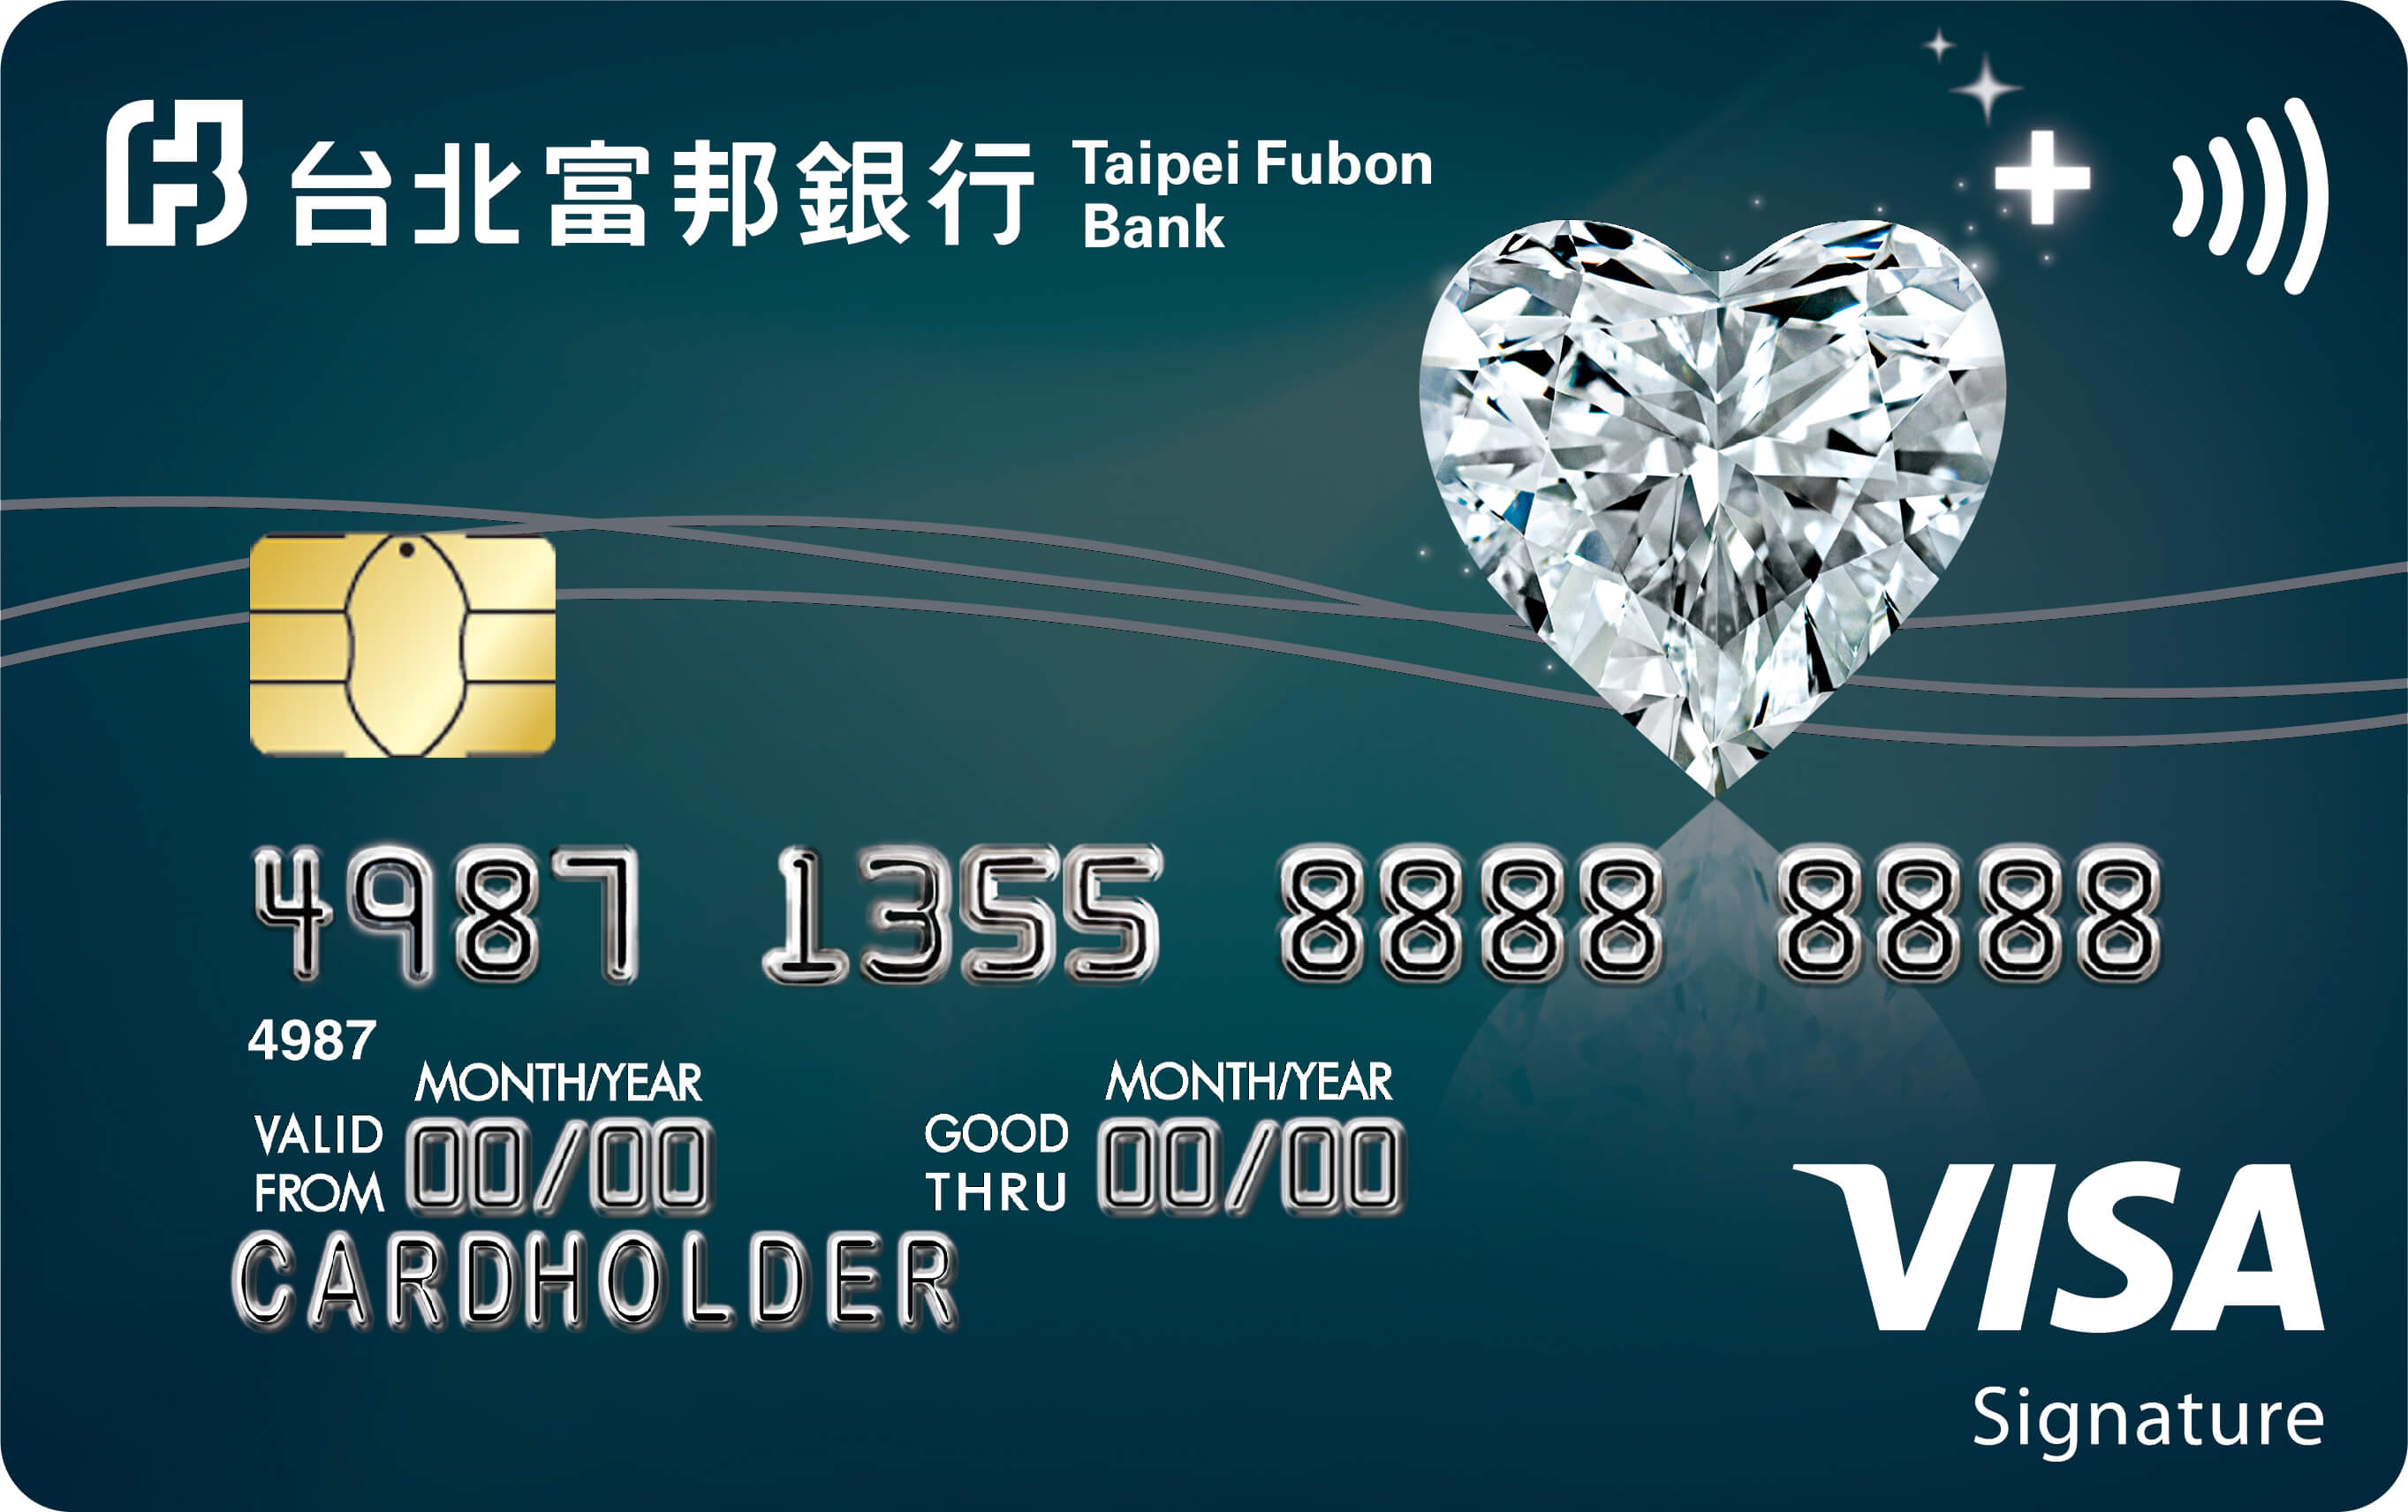 台北富邦銀行 Taipei Fubon Bank
4987 1355 8888 8888
4987
MONTH/YEAR MONTH/YEAR
VALID FROM 00/00 GOOD THRU 00/00
CARDHOLDER
VISA
Signature